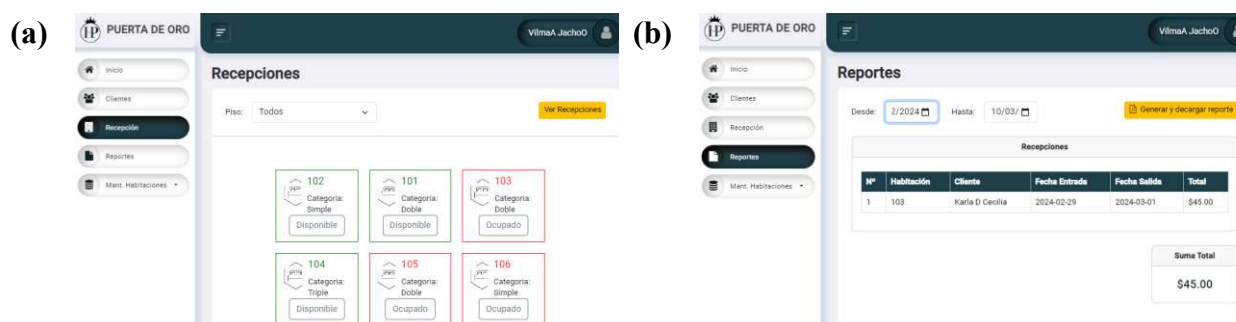 (a)
HP PUERTA DE ORO
VilmaA JachoO
Inicio
Clientes
Recepción
Reportes
Mant. Habitaciones
Recepciones
Piso: Todos
Ver Recepciones
102
Categoria:
Simple
Disponible
101
Categoria:
Doble
Disponible
103
Categoria:
Doble
Ocupado
104
Categoria:
Triple
Disponible
105
Categoria:
Doble
Ocupado
106
Categoria:
Simple
Ocupado
(b)
HP PUERTA DE ORO
VilmaA JachoO
Inicio
Clientes
Recepción
Reportes
Mant. Habitaciones
Reportes
Desde: 2/2024 Hasta: 10/03/ Generar y decargar reporte
Recepciones
Nº Habitación Cliente Fecha Entrada Fecha Salida Total
1 103 Karla D Cecilia 2024-02-29 2024-03-01 $45.00
Suma Total
$45.00